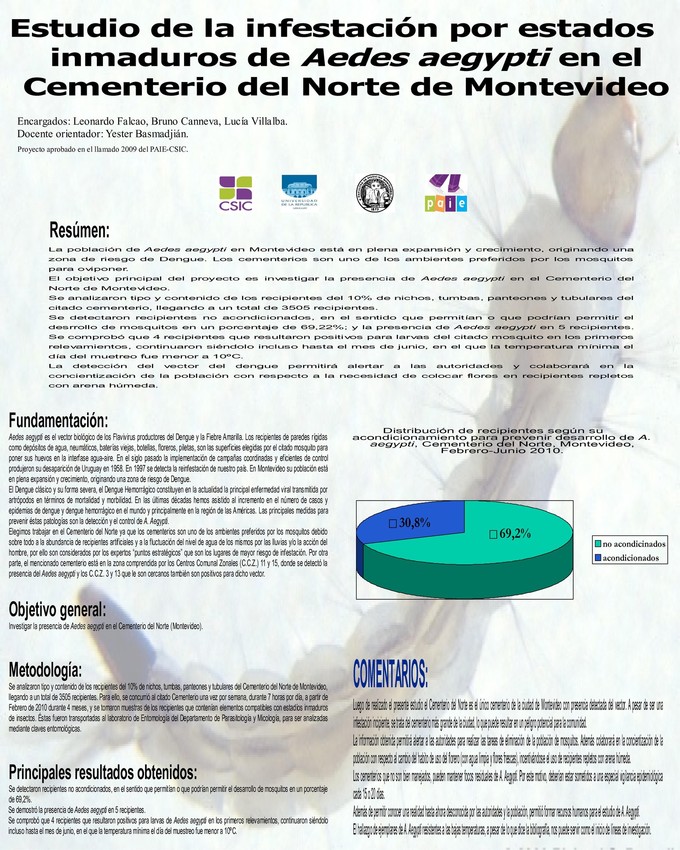 Estudio de la infestación por estados
inmaduros de Aedes aegypti en el
Cementerio del Norte de Montevideo
Encargados: Leonardo Falcao, Bruno Canneva, Lucía Villalba.
Docente orientador: Yester Basmadjián.
Proyecto aprobado en el llamado 2009 del PAIE-CSIC.
CSIC
UNIVERSIDAD
DE LA REPUBLICA
paie
Resúmen:
La población de Aedes aegypti en Montevideo está en plena expansión y crecimiento, originando una
zona de riesgo de Dengue. Los cementerios son uno de los ambientes preferidos por los mosquitos
para oviponer.
El objetivo principal del proyecto es investigar la presencia de Aedes aegypti en el Cementerio del
Norte de Montevideo.
Se analizaron tipo y contenido de los recipientes del 10% de nichos, tumbas, panteones y tubulares del
citado cementerio, llegando a un total de 3505 recipientes.
Se detectaron recipientes no acondicionados, en el sentido que permitían o que podrían permitir el
desrrollo de mosquitos en un porcentaje de 69,22%; y la presencia de Aedes aegypti en 5 recipientes.
Se comprobó que 4 recipientes que resultaron positivos para larvas del citado mosquito en los primeros
relevamientos, continuaron siéndolo incluso hasta el mes de junio, en el que la temperatura mínima el
día del muetreo fue menor a 10ºC.
La detección del vector del dengue permitirá alertar a las autoridades y colaborará en la
concientización de la población con respecto a la necesidad de colocar flores en recipientes repletos
con arena húmeda.
Fundamentación:
Aedes aegypti es el vector biológico de los Flavivirus productores del Dengue y la Fiebre Amarilla. Los recipientes de paredes rígidas
como depósitos de agua, neumáticos, baterías viejas, botellas, floreros, piletas, son las superficies elegidas por el citado mosquito para
poner sus huevos en la interfase agua-aire. En el siglo pasado la implementación de campañas coordinadas y eficientes de control
produjeron su desaparición de Uruguay en 1958. En 1997 se detecta la reinfestación de nuestro país. En Montevideo su población está
en plena expansión y crecimiento, originando una zona de riesgo de Dengue.
El Dengue clásico y su forma severa, el Dengue Hemorrágico constituyen en la actualidad la principal enfermedad viral transmitida por
artrópodos en términos de mortalidad y morbilidad. En las últimas décadas hemos asistido al incremento en el número de casos y
epidemias de dengue y dengue hemorrágico en el mundo y principalmente en la región de las Américas. Las principales medidas para
prevenir éstas patologías son la detección y el control de A. Aegypti.
Elegimos trabajar en el Cementerio del Norte ya que los cementerios son uno de los ambientes preferidos por los mosquitos debido
sobre todo a la abundancia de recipientes artificiales y a la fluctuación del nivel de agua de los mismos por las lluvias y/o la acción del
hombre, por ello son considerados por los expertos "puntos estratégicos" que son los lugares de mayor riesgo de infestación. Por otra
parte, el mencionado cementerio está en la zona comprendida por los Centros Comunal Zonales (C.C.Z.) 11 y 15, donde se detectó la
presencia del Aedes aegypti y los C.C.Z. 3 y 13 que le son cercanos también son positivos para dicho vector.
Distribución de recipientes según su
acondicionamiento para prevenir desarrollo de A.
aegypti, Cementerio del Norte, Montevideo,
Febrero-Junio 2010.
30,8%
69,2%
no acondicinados
acondicionados
Objetivo general:
Investigar la presencia de Aedes aegypti en el Cementerio del Norte (Montevideo).
Metodología:
Se analizaron tipo y contenido de los recipientes del 10% de nichos, tumbas, panteones y tubulares del Cementerio del Norte de Montevideo,
llegando a un total de 3505 recipientes. Para ello, se concurrió al citado Cementerio una vez por semana, durante 7 horas por día, a partir de
Febrero de 2010 durante 4 meses, y se tomaron muestras de los recipientes que contenían elementos compatibles con estadios inmaduros
de insectos. Éstas fueron transportadas al laboratorio de Entomología del Departamento de Parasitología y Micología, para ser analizadas
mediante claves entomológicas.
Principales resultados obtenidos:
Se detectaron recipientes no acondicionados, en el sentido que permitían o que podrían permitir el desarrollo de mosquitos en un porcentaje
de 69,2%.
Se demostró la presencia de Aedes aegypti en 5 recipientes.
Se comprobó que 4 recipientes que resultaron positivos para larvas de Aedes aegypti en los primeros relevamientos, continuaron siéndolo
incluso hasta el mes de junio, en el que la temperatura mínima el día del muestreo fue menor a 10ºC.
COMENTARIOS:
Luego de realizado el presente estudio el Cementerio del Norte es el único cementerio de la ciudad de Montevideo con presencia detectada del vector. A pesar de ser una
infestación incipiente, se trata del cementerio más grande de la ciudad, lo que puede resultar en un peligro potencial para la comunidad.
La información obtenida permitirá alertar a las autoridades para realizar las tareas de eliminación de la población de mosquitos. Además colaborará en la concientización de la
población con respecto al cambio del hábito de uso del florero (con agua limpia y flores frescas), incentivándose el uso de recipientes repletos con arena húmeda.
Los cementerios que no son bien manejados, pueden mantener focos residuales de A. Aegypti. Por este motivo, deberían estar sometidos a una especial vigilancia epidemiológica
cada 15 o 20 días.
Además de permitir conocer una realidad hasta ahora desconocida por las autoridades y la población, permitió formar recursos humanos para el estudio de A. Aegypti.
El hallazgo de ejemplares de A. Aegypti resistentes a las bajas temperaturas, a pesar de lo que dice la bibliografía, nos puede servir como el inicio de líneas de investigación.